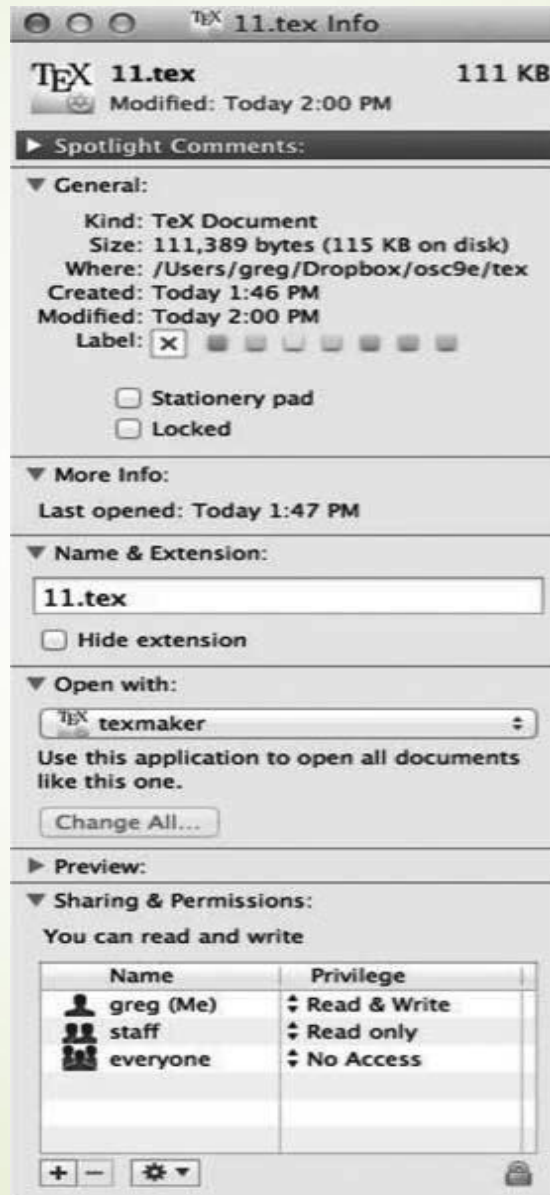 TEX 11.tex Info
TEX 11.tex 111 KB
Modified: Today 2:00 PM
Spotlight Comments:
General:
Kind: TeX Document
Size: 111,389 bytes (115 KB on disk)
Where: /Users/greg/Dropbox/osc9e/tex
Created: Today 1:46 PM
Modified: Today 2:00 PM
Label:
Stationery pad
Locked
More Info:
Last opened: Today 1:47 PM
Name & Extension:
11.tex
Hide extension
Open with:
TEX texmaker
Use this application to open all documents
like this one.
Change All...
Preview:
Sharing & Permissions:
You can read and write
Name Privilege
greg (Me) Read & Write
staff Read only
everyone No Access